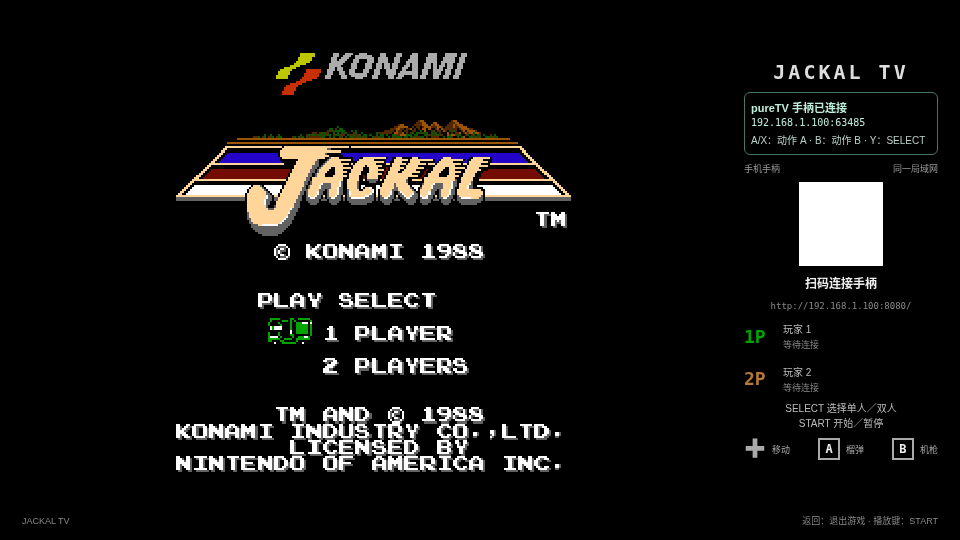 KONAMI
JACKAL
TM
© KONAMI 1988
PLAY SELECT
1 PLAYER
2 PLAYERS
TM AND © 1988
KONAMI INDUSTRY CO.,LTD.
LICENSED BY
NINTENDO OF AMERICA INC.
JACKAL TV
pureTV 手柄已连接
192.168.1.100:63485
A/X: 动作 A · B: 动作 B · Y: SELECT
手机手柄 同一局域网
扫码连接手柄
http://192.168.1.100:8080/
1P 玩家 1
等待连接
2P 玩家 2
等待连接
SELECT 选择单人／双人
START 开始／暂停
移动 A 榴弹 B 机枪
JACKAL TV
返回: 退出游戏 · 播放键: START